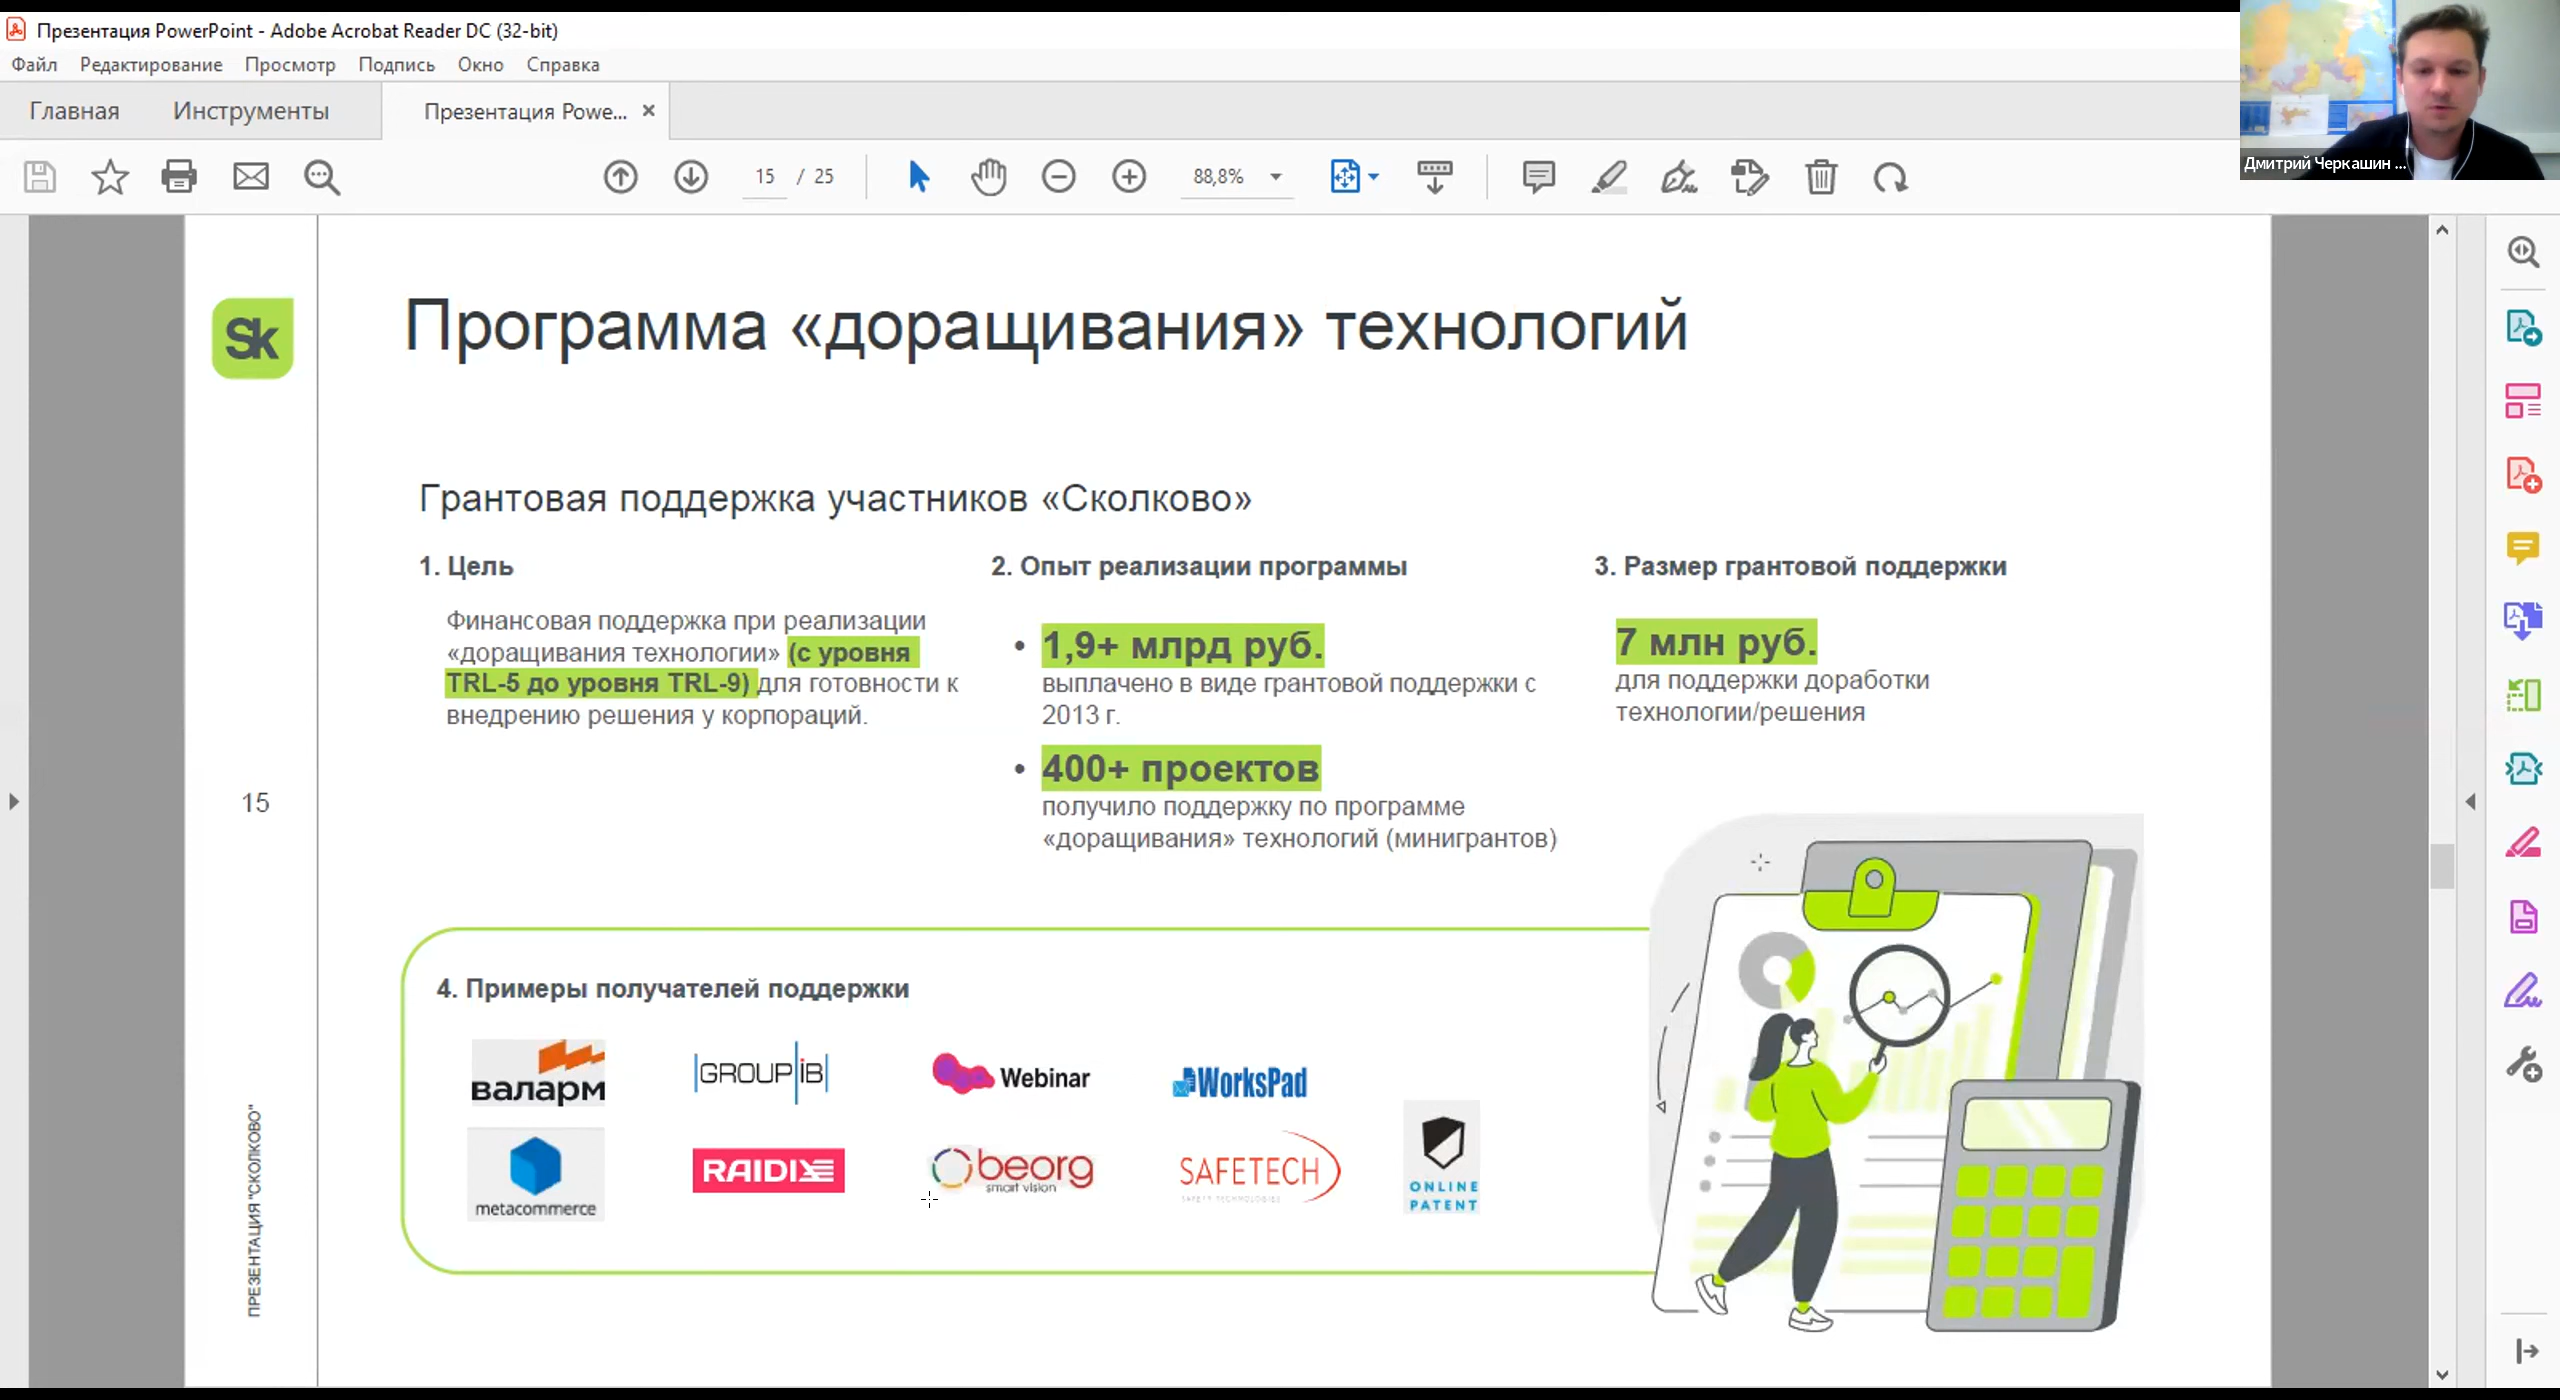 Презентация PowerPoint - Adobe Acrobat Reader DC (32-bit)
Файл Редактирование Просмотр Подпись Окно Справка
Главная Инструменты Презентация Powe...
15 / 25 88,8%
Дмитрий Черкашин ...
Sk
Программа «доращивания» технологий
Грантовая поддержка участников «Сколково»
1. Цель
Финансовая поддержка при реализации
«доращивания технологии» (с уровня
TRL-5 до уровня TRL-9) для готовности к
внедрению решения у корпораций.
2. Опыт реализации программы
• 1,9+ млрд руб.
выплачено в виде грантовой поддержки с
2013 г.
• 400+ проектов
получило поддержку по программе
«доращивания» технологий (минигрантов)
3. Размер грантовой поддержки
7 млн руб.
для поддержки доработки
технологии/решения
15
4. Примеры получателей поддержки
валарм
GROUP iB
Webinar
WorksPad
metacommerce
RAIDIX
beorg
smart vision
SAFETECH
SAFETY TECHNOLOGIES
ONLINE
PATENT
ПРЕЗЕНТАЦИЯ "СКОЛКОВО"